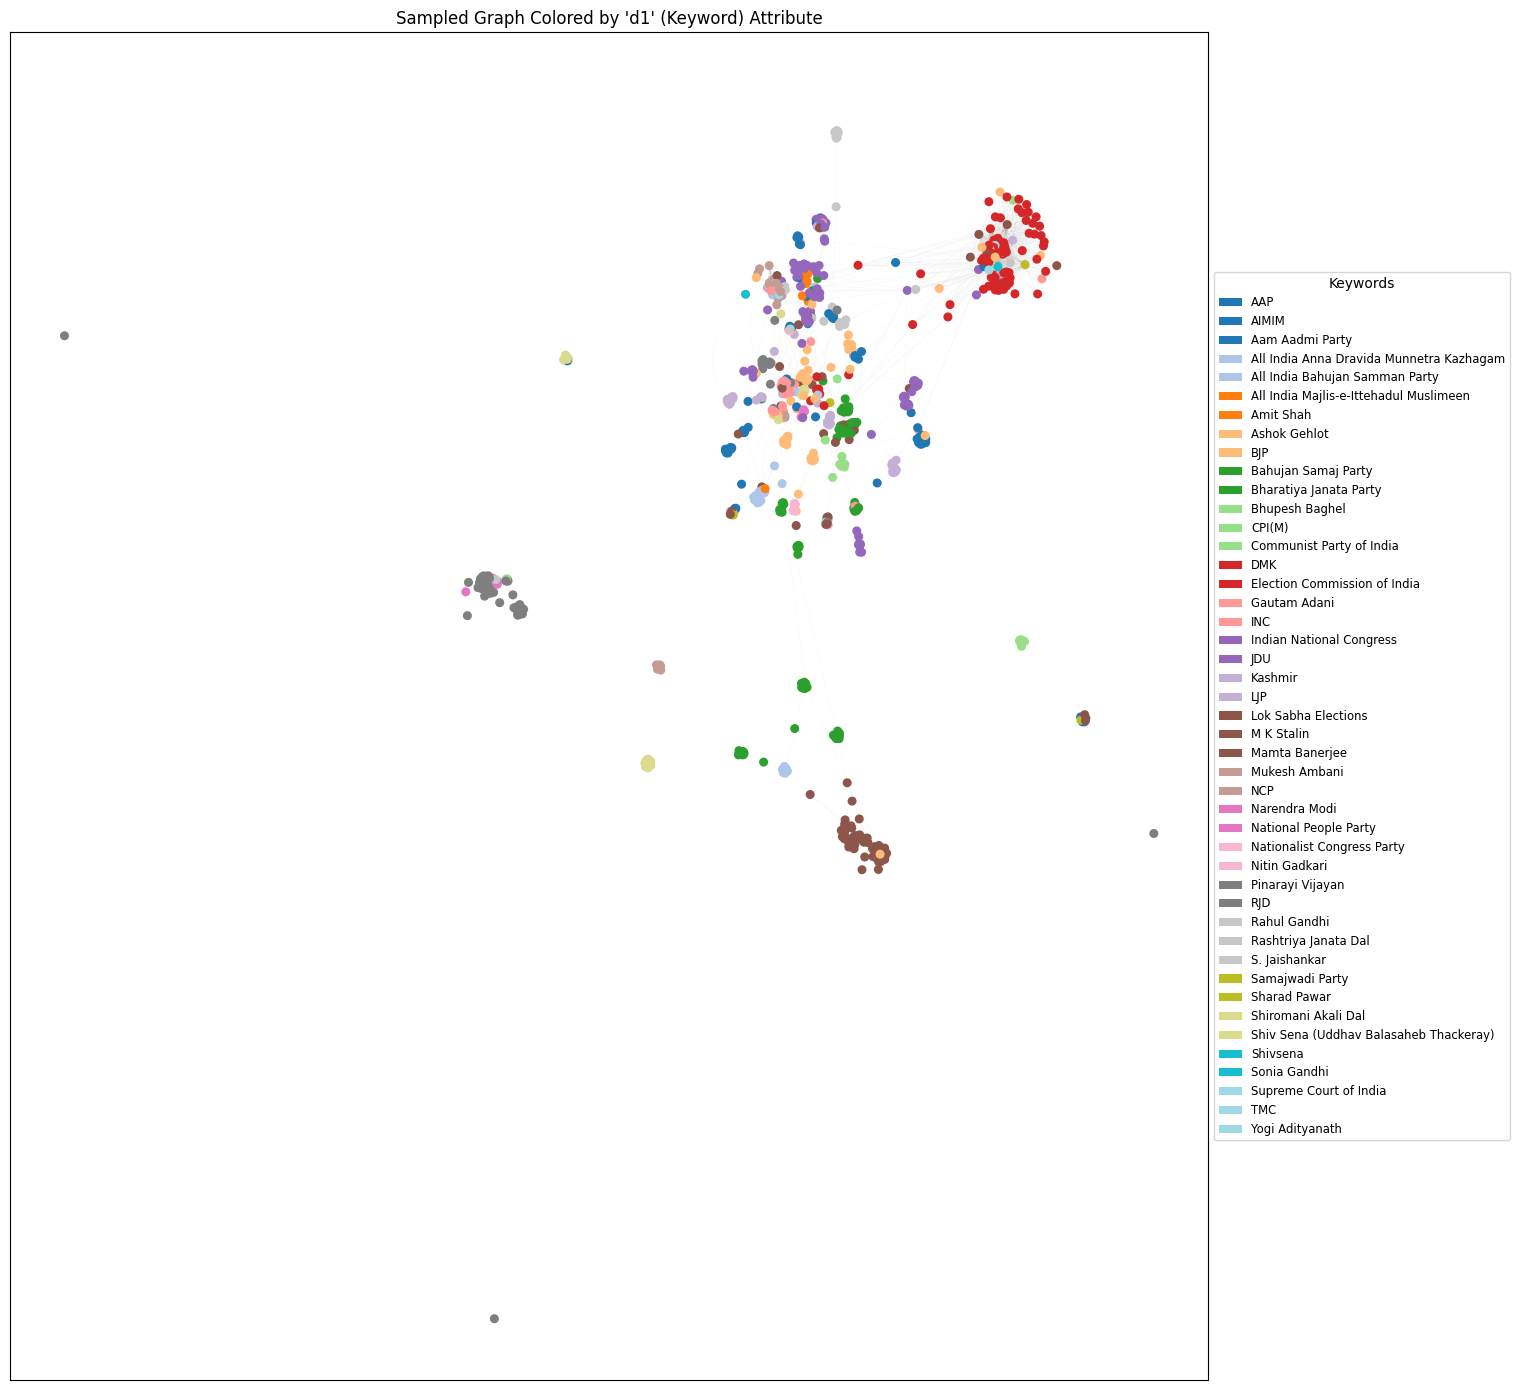 Sampled Graph Colored by 'd1' (Keyword) Attribute
Keywords
AAP
AIMIM
Aam Aadmi Party
All India Anna Dravida Munnetra Kazhagam
All India Bahujan Samman Party
All India Majlis-e-Ittehadul Muslimeen
Amit Shah
Ashok Gehlot
BJP
Bahujan Samaj Party
Bharatiya Janata Party
Bhupesh Baghel
CPI(M)
Communist Party of India
DMK
Election Commission of India
Gautam Adani
INC
Indian National Congress
JDU
Kashmir
LJP
Lok Sabha Elections
M K Stalin
Mamta Banerjee
Mukesh Ambani
NCP
Narendra Modi
National People Party
Nationalist Congress Party
Nitin Gadkari
Pinarayi Vijayan
RJD
Rahul Gandhi
Rashtriya Janata Dal
S. Jaishankar
Samajwadi Party
Sharad Pawar
Shiromani Akali Dal
Shiv Sena (Uddhav Balasaheb Thackeray)
Shivsena
Sonia Gandhi
Supreme Court of India
TMC
Yogi Adityanath